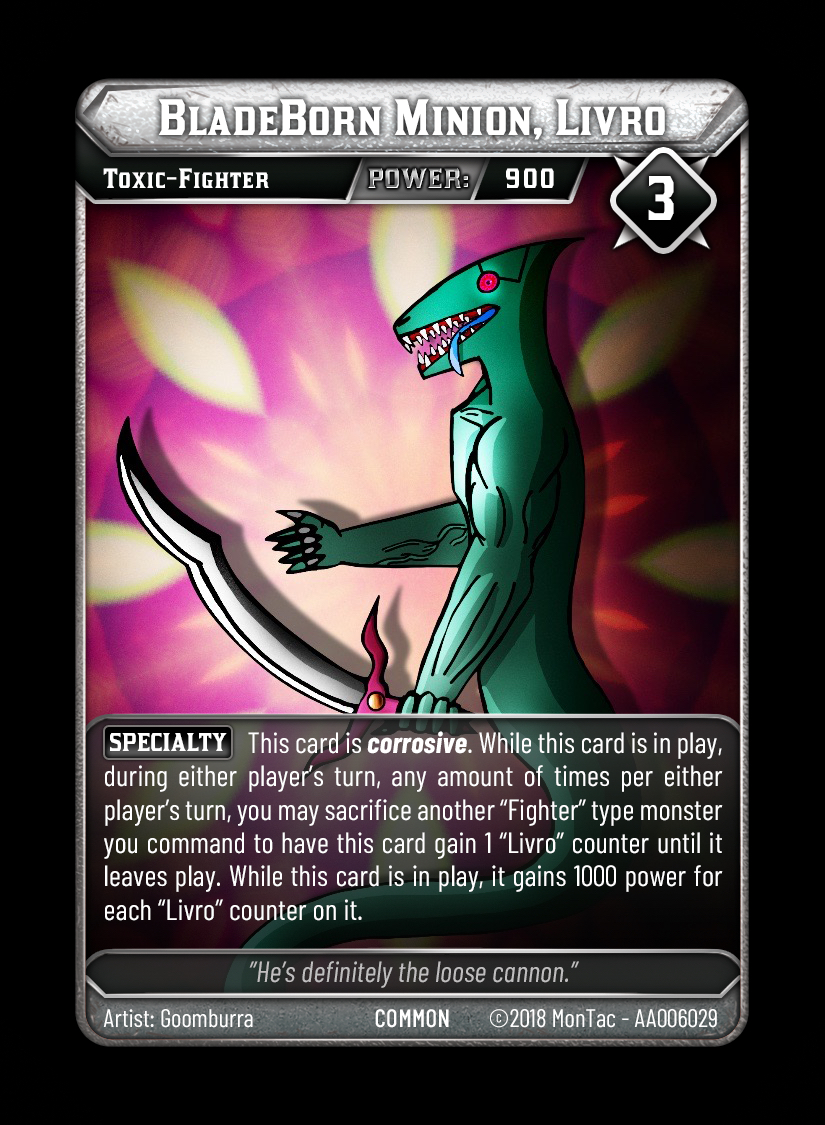 BladeBorn Minion, Livro
Toxic-Fighter POWER: 900
3
SPECIALTY This card is corrosive. While this card is in play,
during either player's turn, any amount of times per either
player's turn, you may sacrifice another "Fighter" type monster
you command to have this card gain 1 "Livro" counter until it
leaves play. While this card is in play, it gains 1000 power for
each "Livro" counter on it.
"He's definitely the loose cannon."
Artist: Goomburra COMMON ©2018 MonTac - AA006029